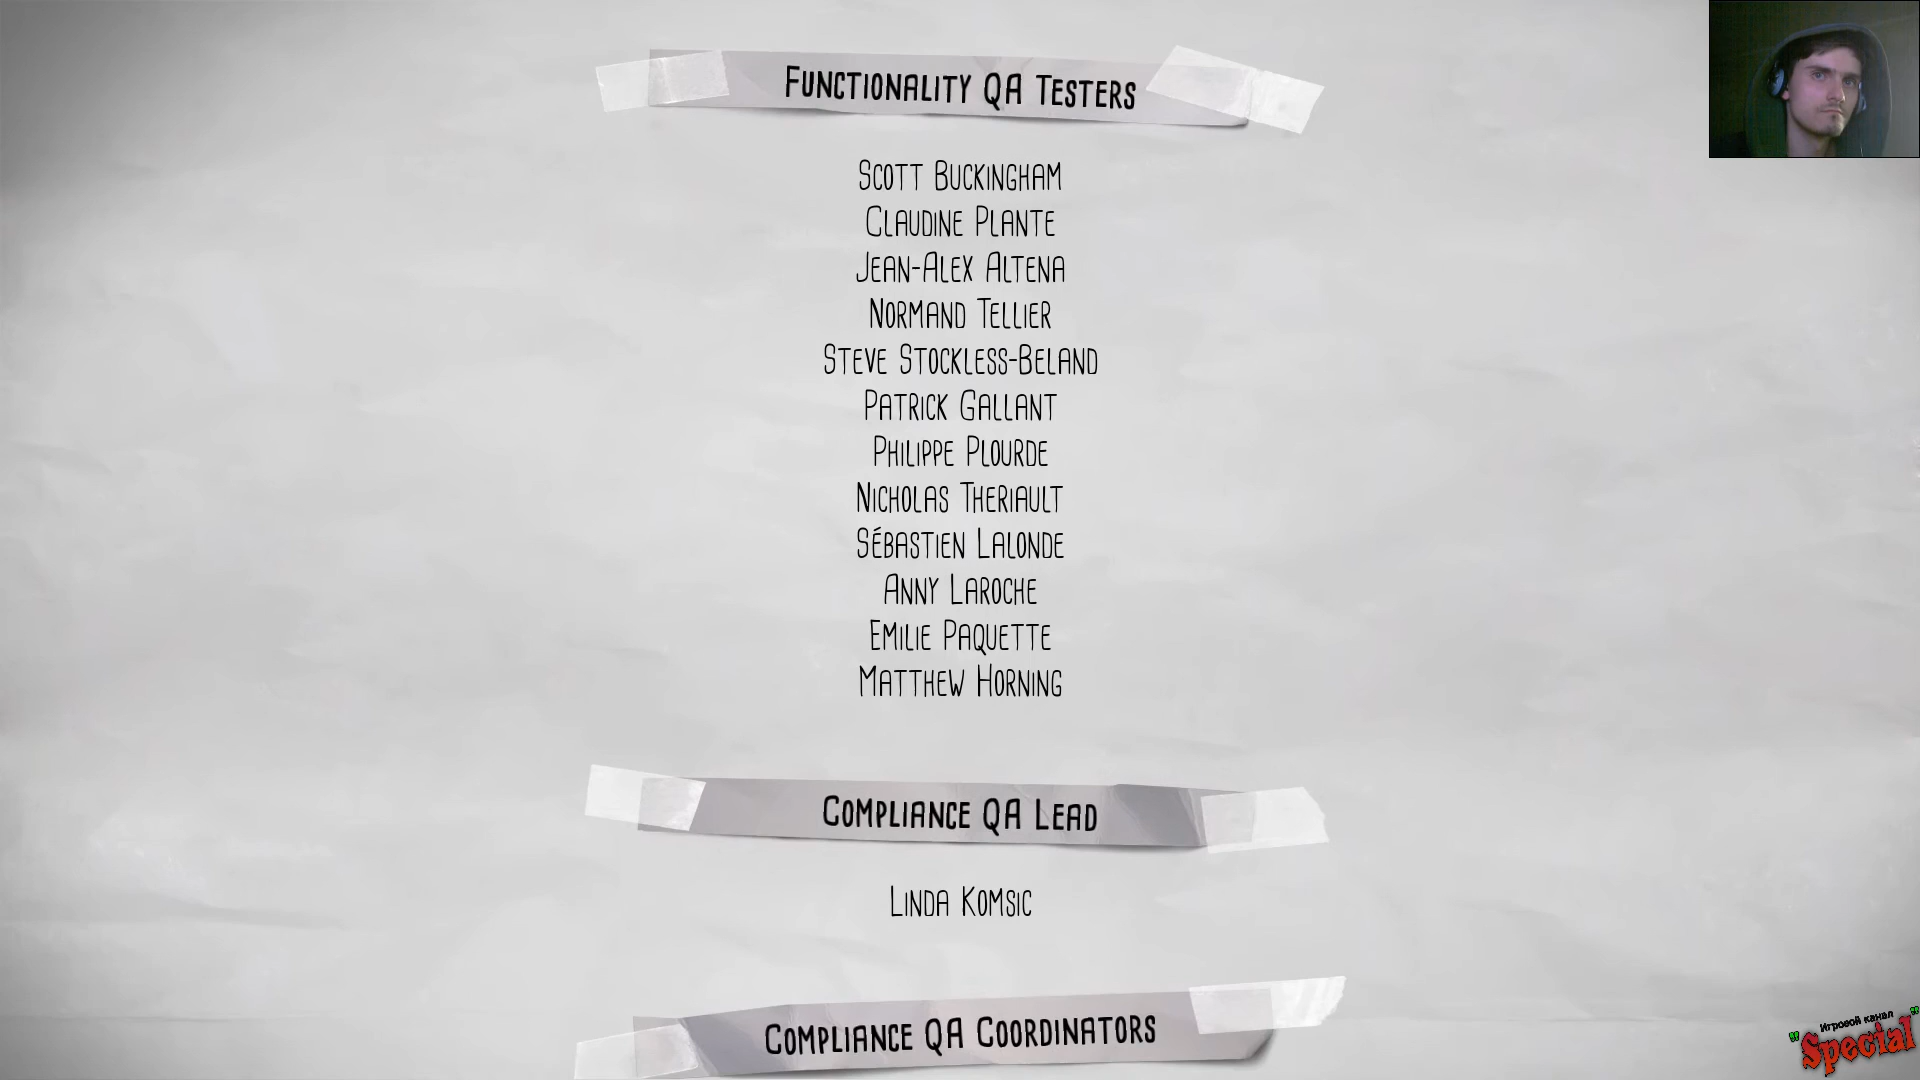 Functionality QA Testers
Scott Buckingham
Claudine Plante
Jean-Alex Altena
Normand Tellier
Steve Stockless-Beland
Patrick Gallant
Philippe Plourde
Nicholas Theriault
Sébastien Lalonde
Anny Laroche
Emilie Paquette
Matthew Horning
Compliance QA Lead
Linda Komsic
Compliance QA Coordinators
Игровой канал
"Special"